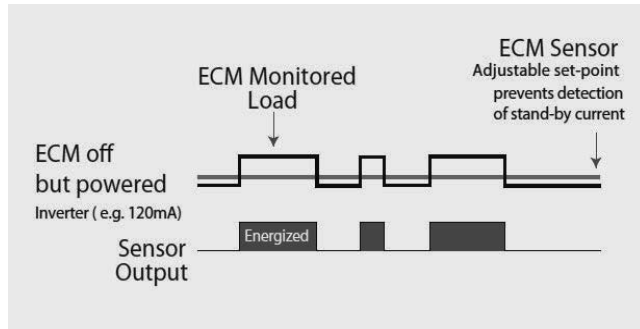 ECM Sensor
Adjustable set-point
prevents detection
of stand-by current
ECM Monitored
Load
ECM off
but powered
Inverter ( e.g. 120mA)
Energized
Sensor
Output